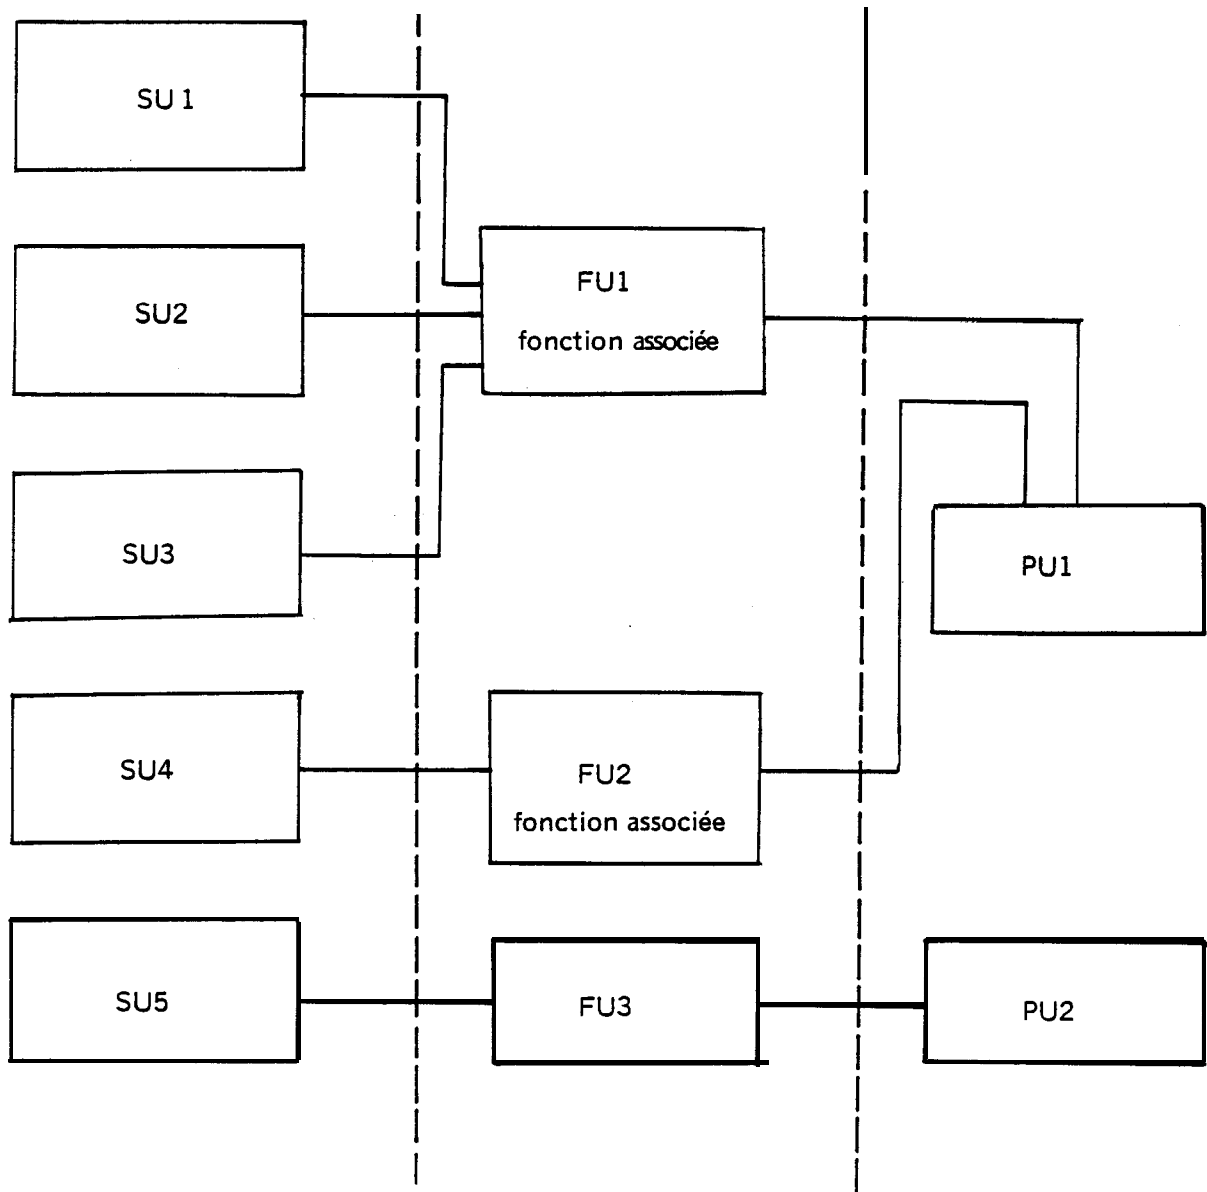 SU 1
SU2
SU3
SU4
SU5
FU1
fonction associée
FU2
fonction associée
FU3
PU1
PU2